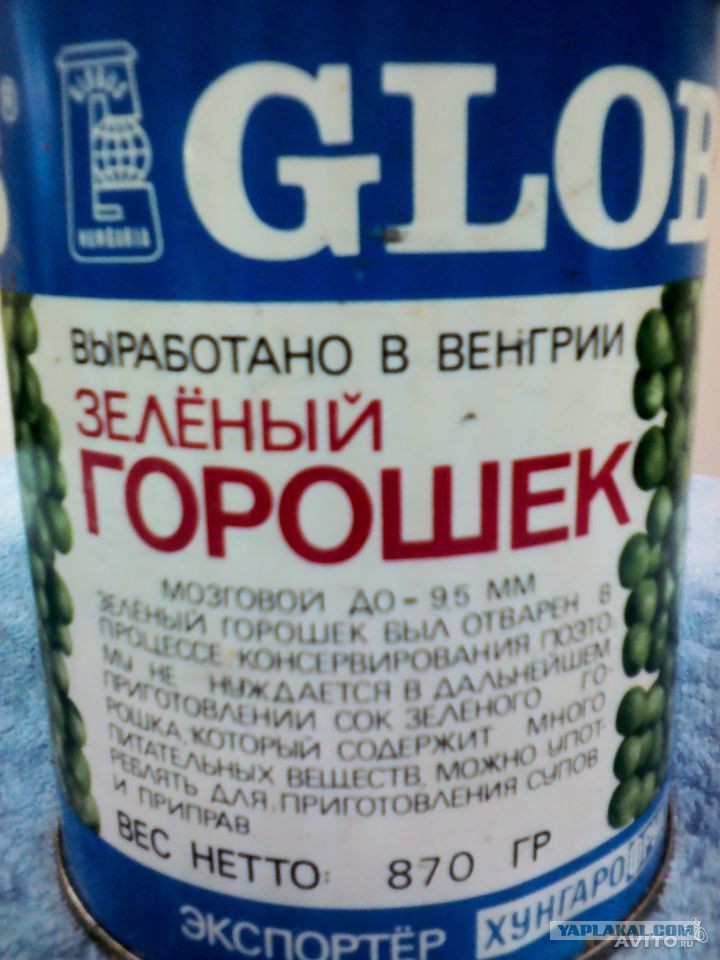 ®
HUNGARIA
GLOB
ВЫРАБОТАНО В ВЕНГРИИ
ЗЕЛЁНЫЙ
ГОРОШЕК
МОЗГОВОЙ ДО-9.5 ММ
ЗЕЛЕНЫЙ ГОРОШЕК БЫЛ ОТВАРЕН В
ПРОЦЕССЕ КОНСЕРВИРОВАНИЯ ПОЭТО
МУ НЕ НУЖДАЕТСЯ В ДАЛЬНЕЙШЕМ
ПРИГОТОВЛЕНИИ СОК ЗЕЛЕНОГО ГО-
РОШКА, КОТОРЫЙ СОДЕРЖИТ МНОГО
ПИТАТЕЛЬНЫХ ВЕЩЕСТВ, МОЖНО УПОТ-
РЕБЛЯТЬ ДЛЯ ПРИГОТОВЛЕНИЯ СУПОВ
И ПРИПРАВ
ВЕС НЕТТО: 870 ГР
ЭКСПОРТЁР ХУНГАРО
YAPLAKAL.COM
AVITO.ru